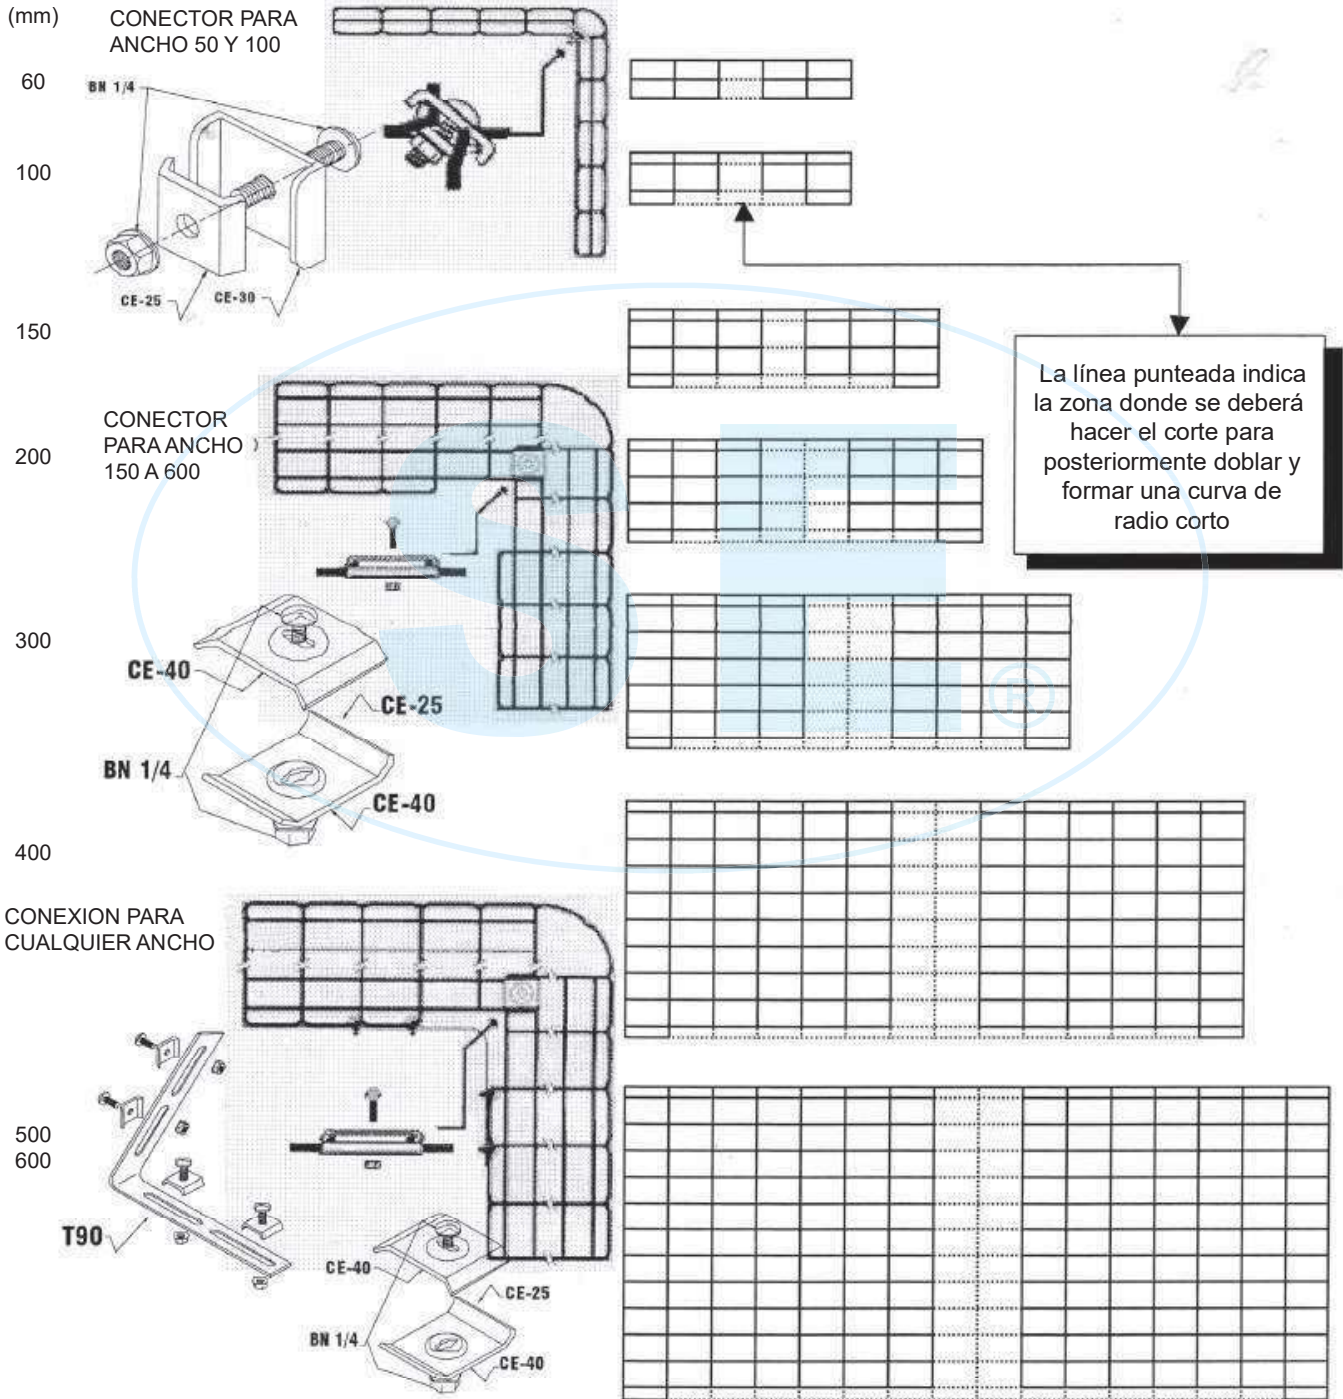 (mm)
CONECTOR PARA
ANCHO 50 Y 100
60
BN 1/4
100
CE-25
CE-30
150
La línea punteada indica
la zona donde se deberá
hacer el corte para
posteriormente doblar y
formar una curva de
radio corto
CONECTOR
PARA ANCHO
150 A 600
200
SE
®
300
CE-40
CE-25
BN 1/4
CE-40
400
CONEXION PARA
CUALQUIER ANCHO
500
600
T90
CE-40
CE-25
BN 1/4
CE-40